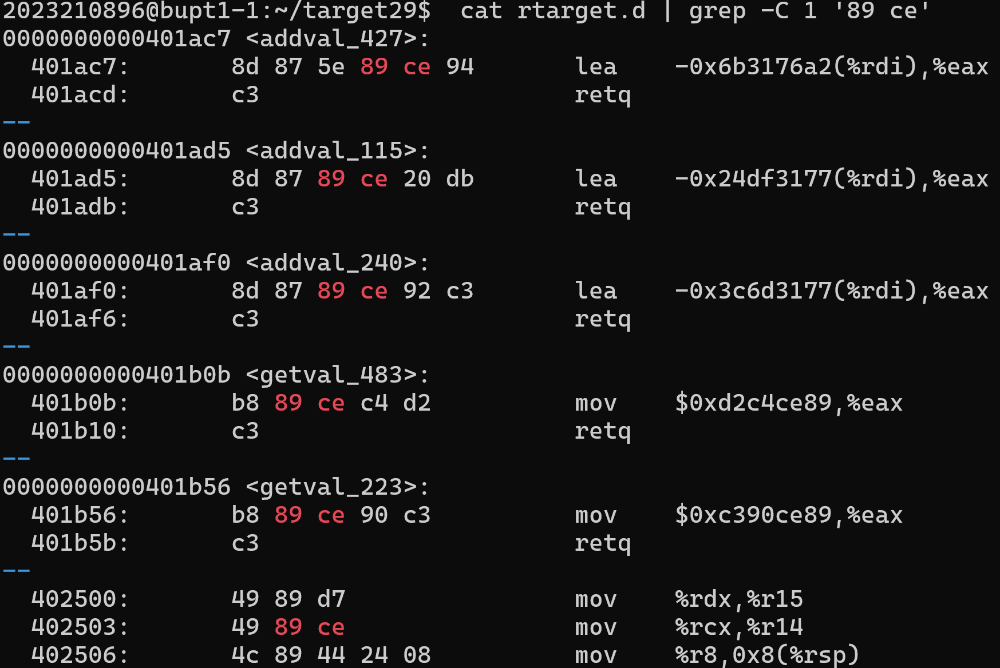 2023210896@bupt1-1:~/target29$  cat rtarget.d | grep -C 1 '89 ce'
0000000000401ac7 <addval_427>:
  401ac7:       8d 87 5e 89 ce 94       lea    -0x6b3176a2(%rdi),%eax
  401acd:       c3                      retq
--
0000000000401ad5 <addval_115>:
  401ad5:       8d 87 89 ce 20 db       lea    -0x24df3177(%rdi),%eax
  401adb:       c3                      retq
--
0000000000401af0 <addval_240>:
  401af0:       8d 87 89 ce 92 c3       lea    -0x3c6d3177(%rdi),%eax
  401af6:       c3                      retq
--
0000000000401b0b <getval_483>:
  401b0b:       b8 89 ce c4 d2          mov    $0xd2c4ce89,%eax
  401b10:       c3                      retq
--
0000000000401b56 <getval_223>:
  401b56:       b8 89 ce 90 c3          mov    $0xc390ce89,%eax
  401b5b:       c3                      retq
--
  402500:       49 89 d7                mov    %rdx,%r15
  402503:       49 89 ce                mov    %rcx,%r14
  402506:       4c 89 44 24 08          mov    %r8,0x8(%rsp)